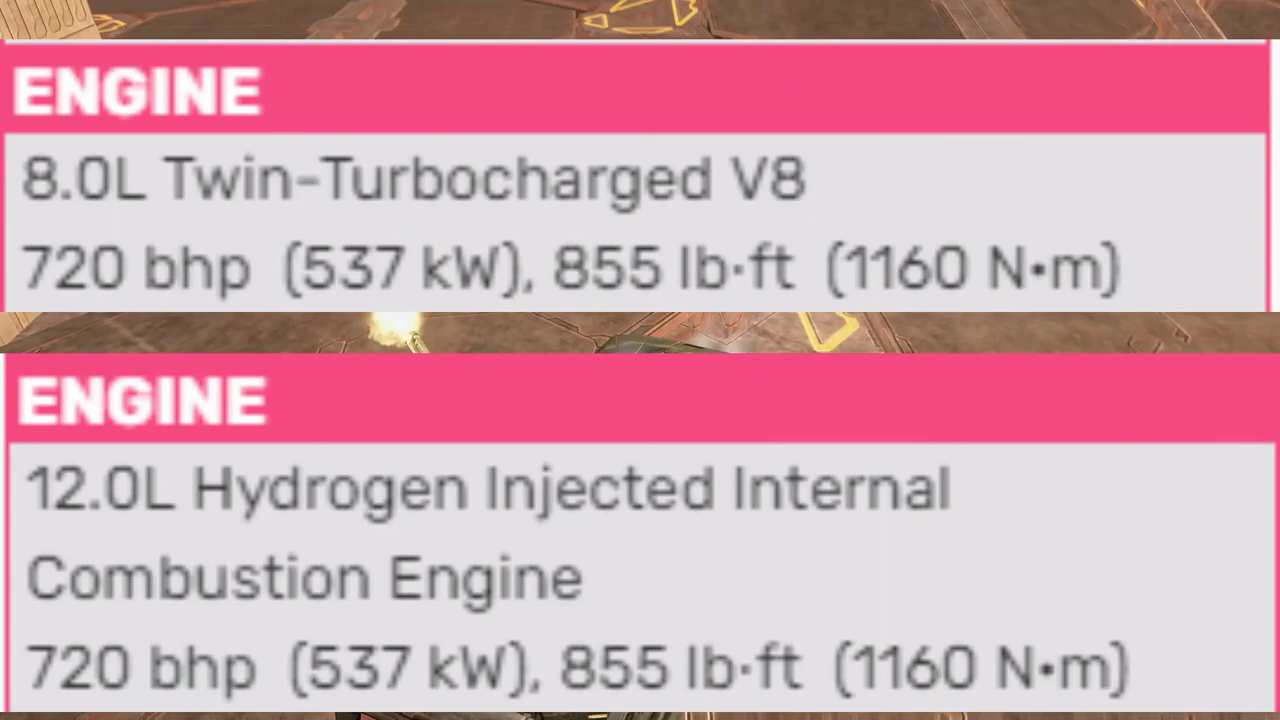 ENGINE
8.0L Twin-Turbocharged V8
720 bhp (537 kW), 855 lb·ft (1160 N•m)
ENGINE
12.0L Hydrogen Injected Internal
Combustion Engine
720 bhp (537 kW), 855 lb·ft (1160 N•m)